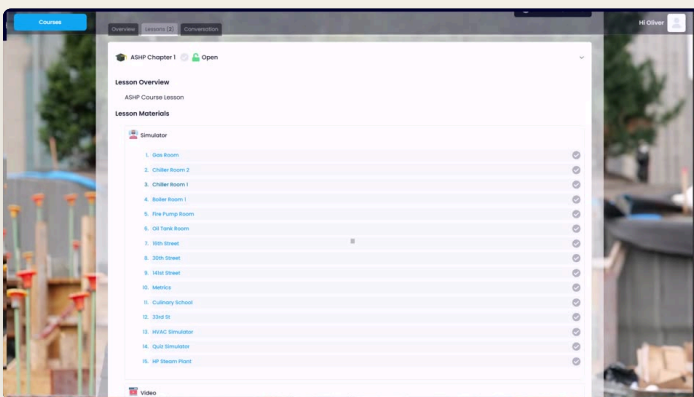 Courses
Hi Oliver
Overview Lessons (2) Conversation
ASHP Chapter 1 Open
Lesson Overview
ASHP Course Lesson
Lesson Materials
Simulator
1. Gas Room
2. Chiller Room 2
3. Chiller Room 1
4. Boiler Room 1
5. Fire Pump Room
6. Oil Tank Room
7. 18th Street
8. 30th Street
9. 141st Street
10. Metrics
11. Culinary School
12. 23rd St
13. HVAC Simulator
14. Quiz Simulator
15. HP Steam Plant
Video